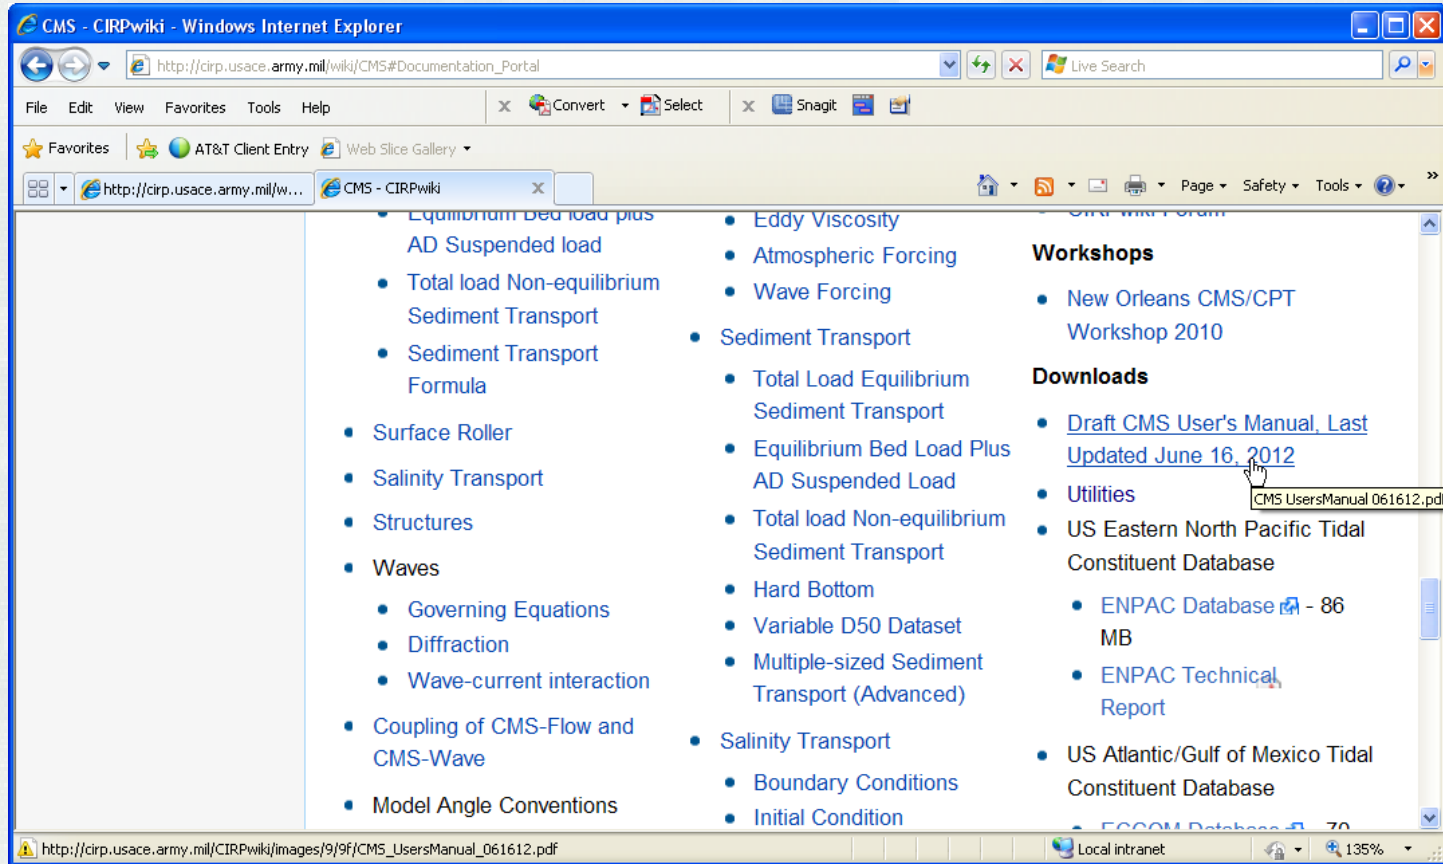 CMS - CIRPwiki - Windows Internet Explorer
http://cirp.usace.army.mil/wiki/CMS#Documentation_Portal
Live Search
File Edit View Favorites Tools Help
x Convert Select
x Snagit
Favorites AT&T Client Entry Web Slice Gallery
http://cirp.usace.army.mil/w...
CMS - CIRPwiki x
Page Safety Tools »
Equilibrium Bed load plus
AD Suspended load
Total load Non-equilibrium
Sediment Transport
Sediment Transport
Formula
Surface Roller
Salinity Transport
Structures
Waves
Governing Equations
Diffraction
Wave-current interaction
Coupling of CMS-Flow and
CMS-Wave
Model Angle Conventions
Eddy Viscosity
Atmospheric Forcing
Wave Forcing
Sediment Transport
Total Load Equilibrium
Sediment Transport
Equilibrium Bed Load Plus
AD Suspended Load
Total load Non-equilibrium
Sediment Transport
Hard Bottom
Variable D50 Dataset
Multiple-sized Sediment
Transport (Advanced)
Salinity Transport
Boundary Conditions
Initial Condition
CIRPwiki Forum
Workshops
New Orleans CMS/CPT
Workshop 2010
Downloads
Draft CMS User's Manual, Last
Updated June 16, 2012
CMS UsersManual 061612.pdf
Utilities
US Eastern North Pacific Tidal
Constituent Database
ENPAC Database - 86
MB
ENPAC Technical
Report
US Atlantic/Gulf of Mexico Tidal
Constituent Database
Database - 70
http://cirp.usace.army.mil/CIRPwiki/images/9/9f/CMS_UsersManual_061612.pdf
Local intranet
135%